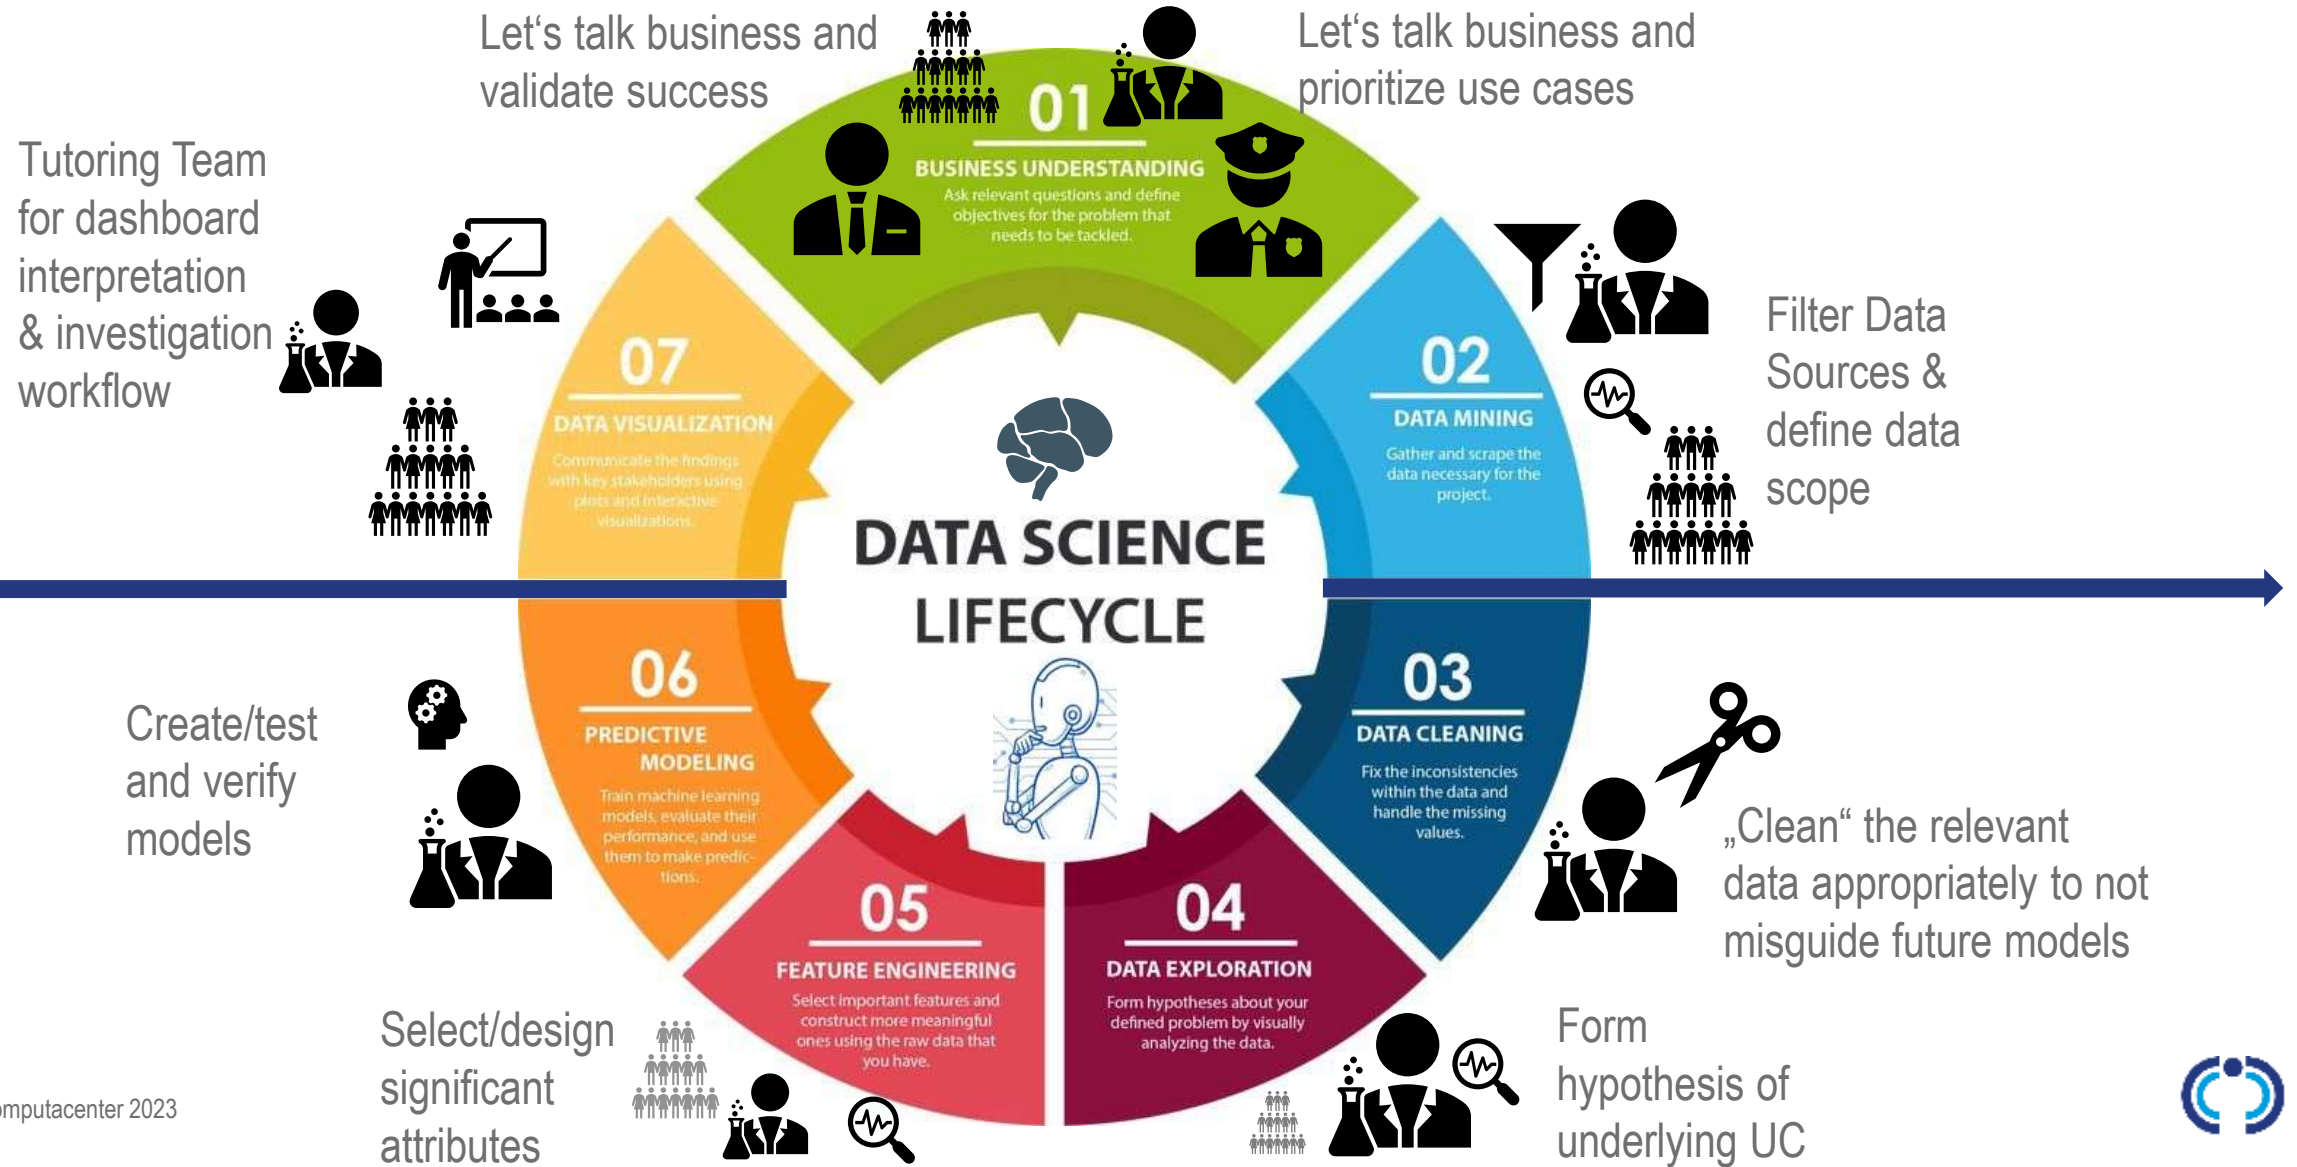 Let‘s talk business and
validate success
Let‘s talk business and
prioritize use cases
Tutoring Team
for dashboard
interpretation
& investigation
workflow
01
BUSINESS UNDERSTANDING
Ask relevant questions and define
objectives for the problem that
needs to be tackled.
02
DATA MINING
Gather and scrape the
data necessary for the
project.
Filter Data
Sources &
define data
scope
07
DATA VISUALIZATION
Communicate the findings
with key stakeholders using
plots and interactive
visualizations.
DATA SCIENCE
LIFECYCLE
03
DATA CLEANING
Fix the inconsistencies
within the data and
handle the missing
values.
„Clean“ the relevant
data appropriately to not
misguide future models
06
PREDICTIVE
MODELING
Train machine learning
models, evaluate their
performance, and use
them to make predic-
tions.
Create/test
and verify
models
05
FEATURE ENGINEERING
Select important features and
construct more meaningful
ones using the raw data that
you have.
Select/design
significant
attributes
04
DATA EXPLORATION
Form hypotheses about your
defined problem by visually
analyzing the data.
Form
hypothesis of
underlying UC
omputacenter 2023